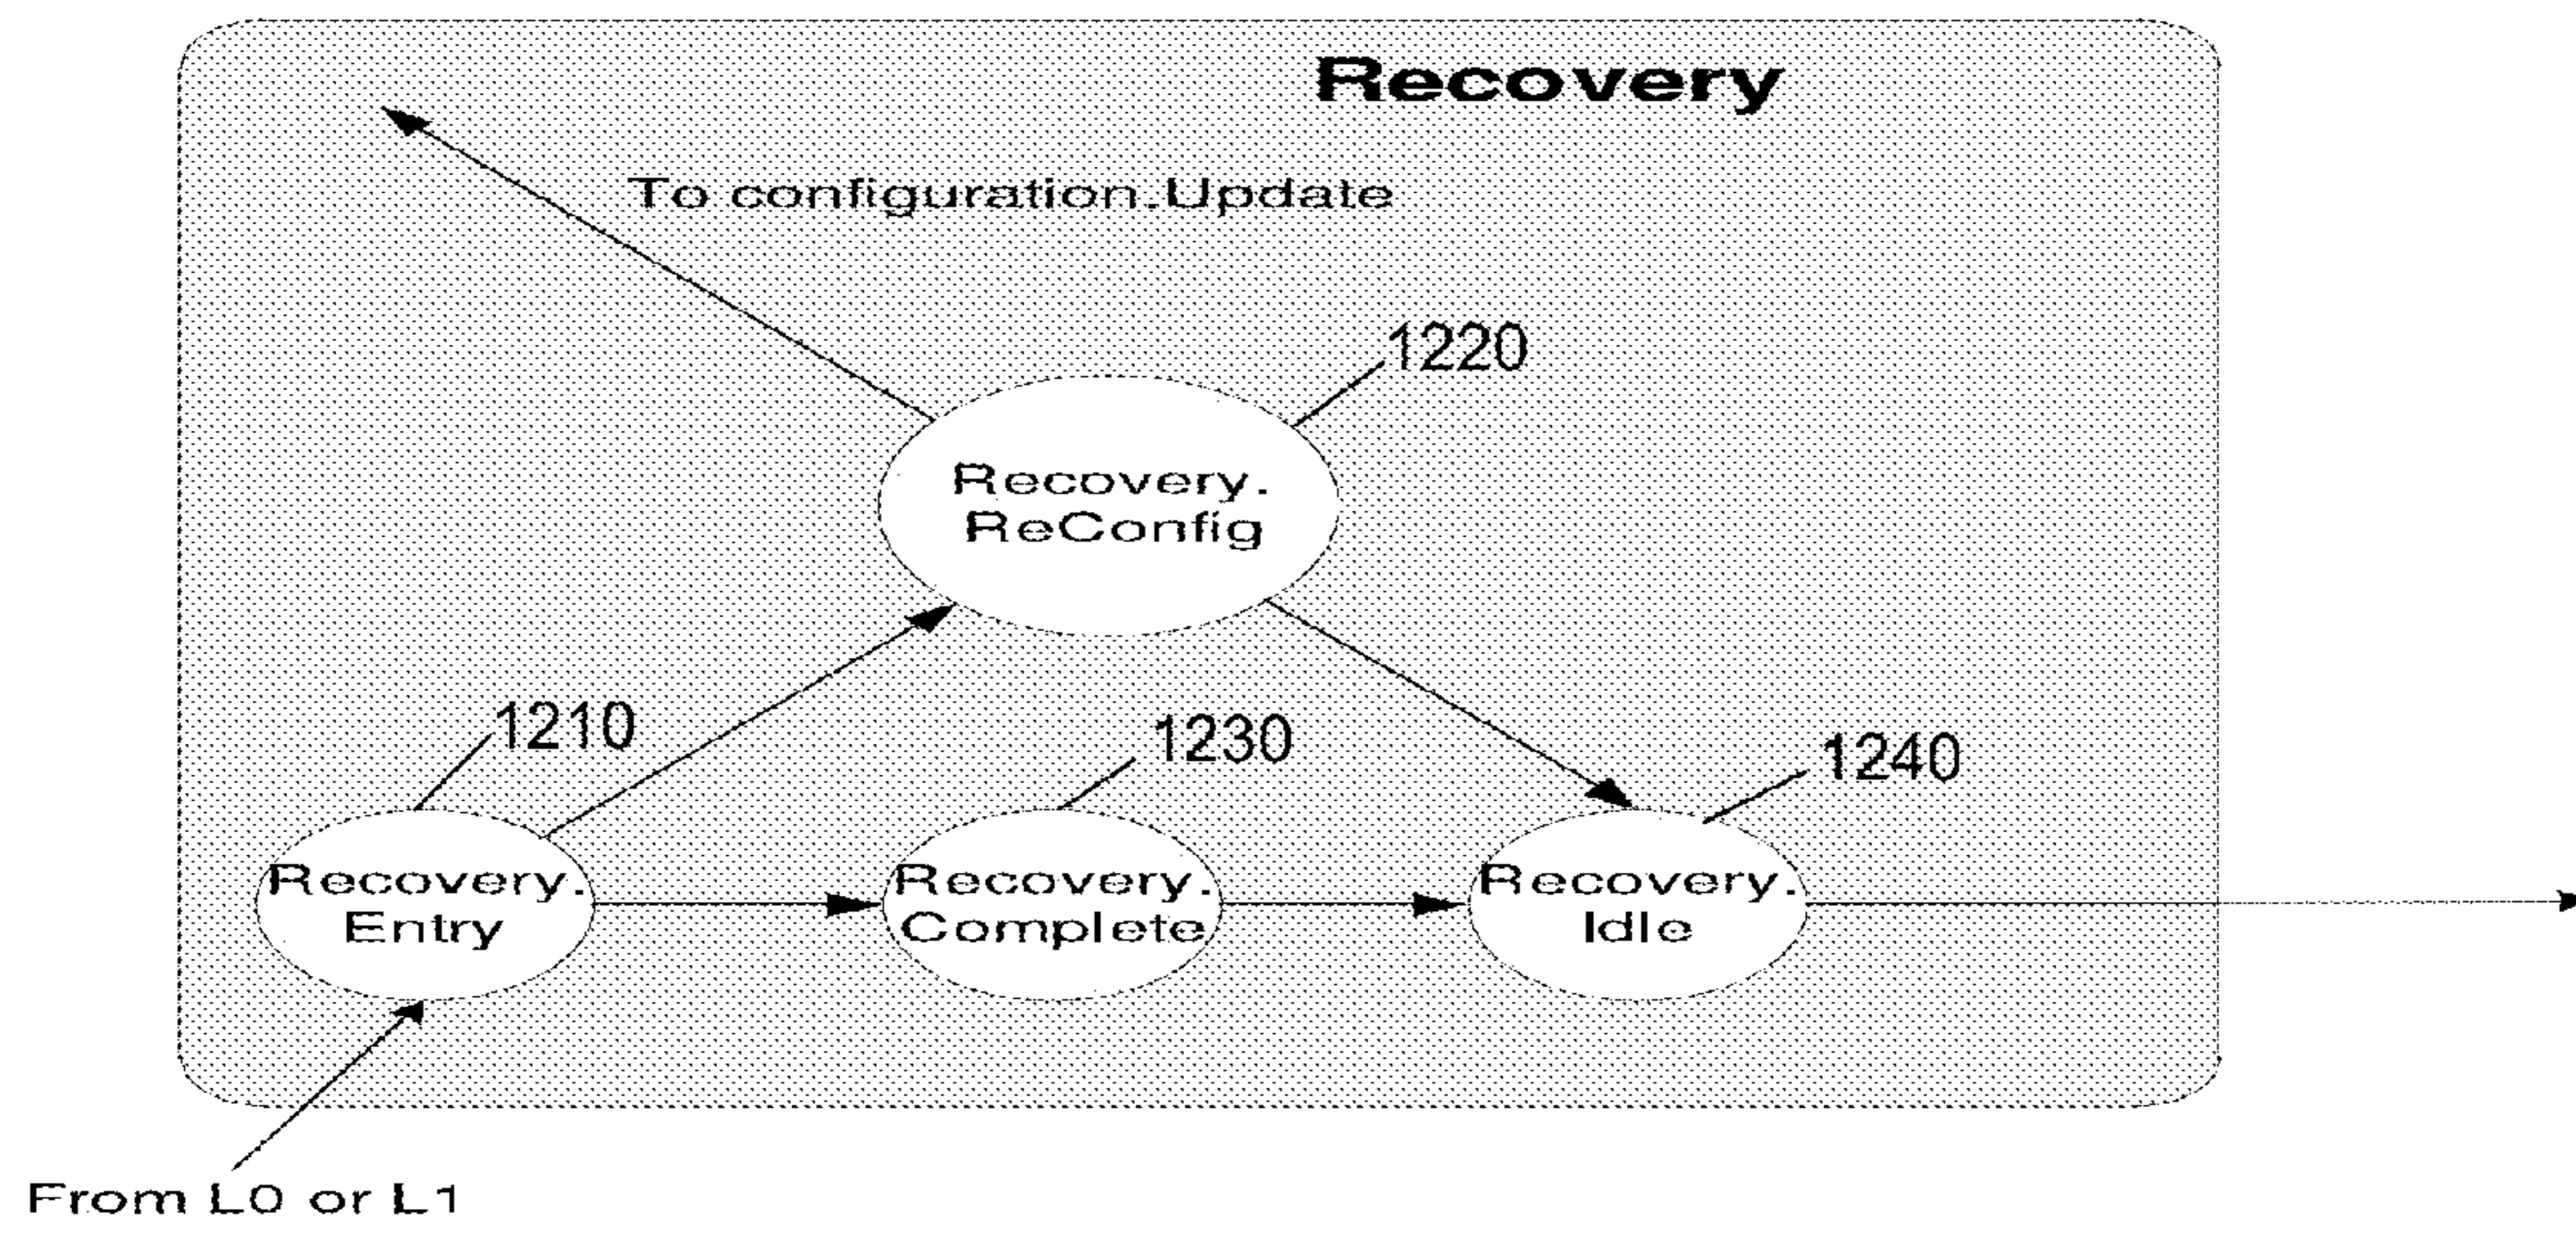 Recovery
To configuration.Update
1220
Recovery.
ReConfig
1210
1230
1240
Recovery.
Entry
Recovery.
Complete
Recovery.
Idle
From L0 or L1